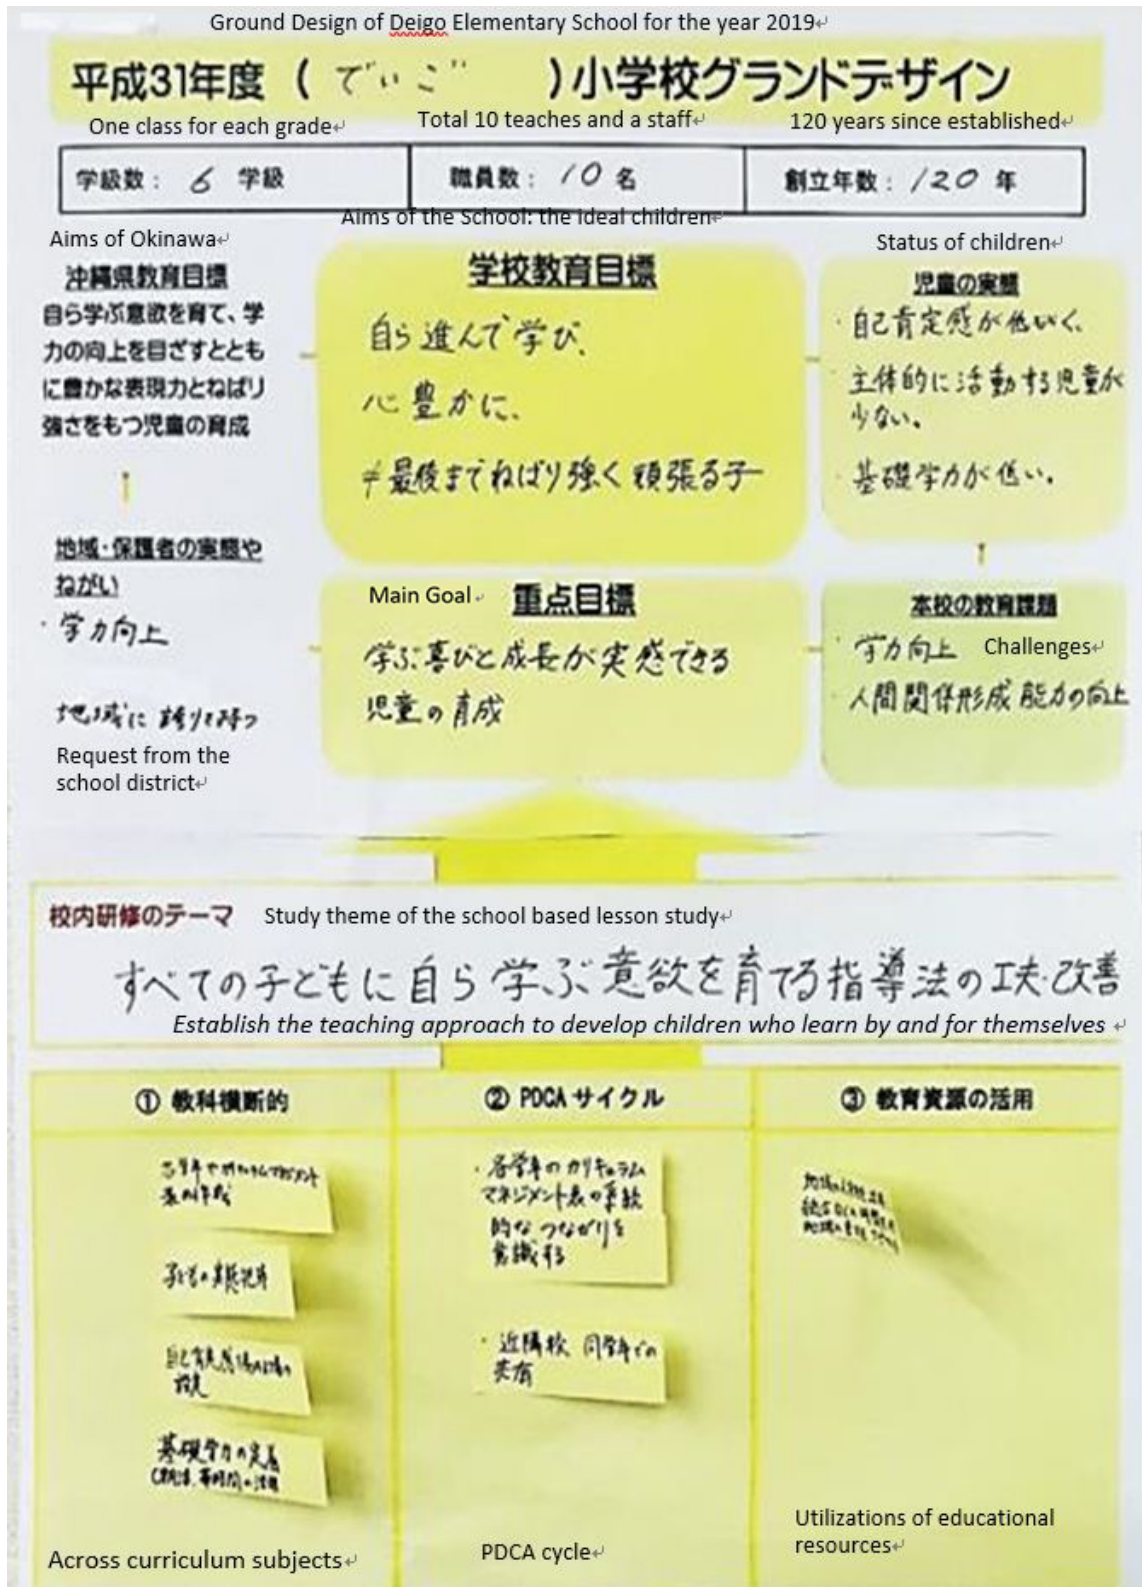 Ground Design of Deigo Elementary School for the year 2019
平成31年度 ( でいご )小学校グランドデザイン
One class for each grade
Total 10 teaches and a staff
120 years since established
学級数: 6 学級
職員数: 10 名
創立年数: 120 年
Aims of the School: the ideal children
Aims of Okinawa
沖縄県教育目標
自ら学ぶ意欲を育て、学
力の向上を目ざすととも
に豊かな表現力とねばり
強さをもつ児童の育成
学校教育目標
自ら進んで学び、
心豊かに、
最後までねばり強く頑張る子
Status of children
児童の実態
・自己肯定感が低く、
主体的に活動する児童が
少ない。
・基礎学力が低い。
地域・保護者の実態や
ねがい
・学力向上
地域に誇りを持つ
Request from the
school district
Main Goal
重点目標
学ぶ喜びと成長が実感できる
児童の育成
本校の教育課題
・学力向上
Challenges
・人間関係形成能力の向上
校内研修のテーマ
Study theme of the school based lesson study
すべての子どもに自ら学ぶ意欲を育てる指導法の工夫・改善
Establish the teaching approach to develop children who learn by and for themselves
① 教科横断的
子どもの実態把握
基礎学力の定着
Across curriculum subjects
② PDCA サイクル
・各学年のカリキュラム
マネジメント表の系統
的なつながりを
意識する
・近隣校、同学年での
共有
PDCA cycle
③ 教育資源の活用
Utilizations of educational
resources